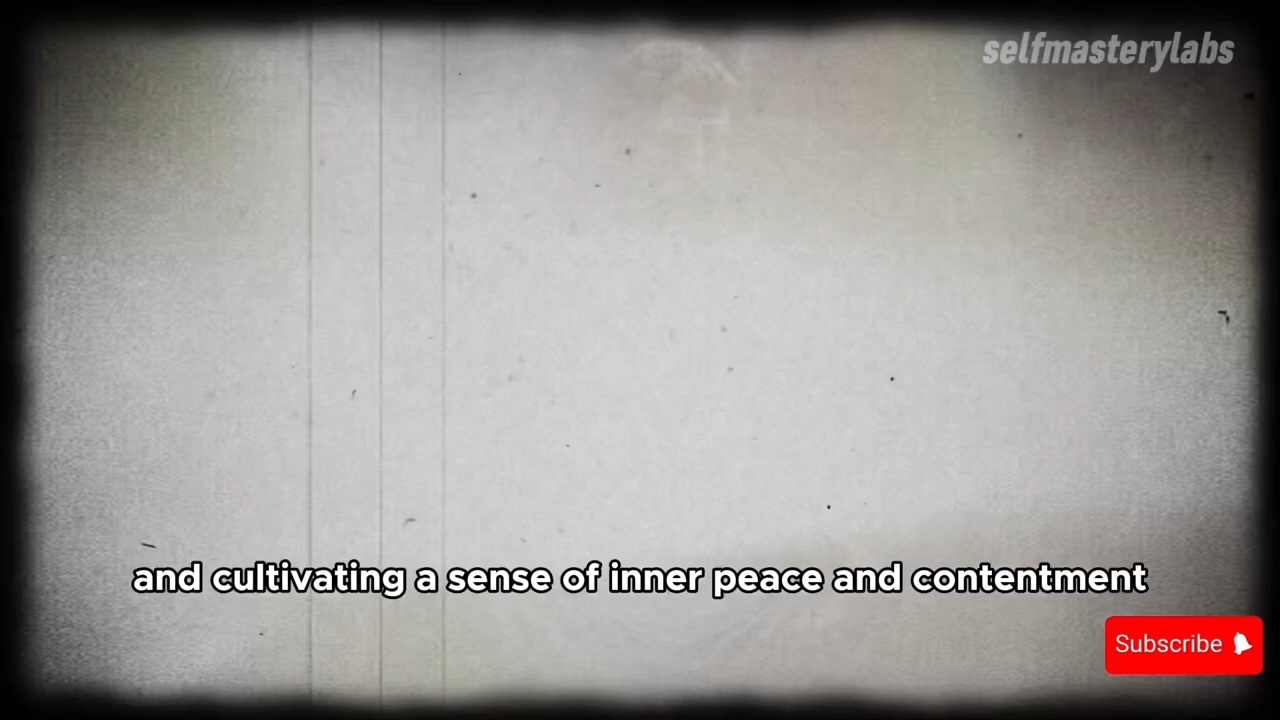 selfmasterylabs
and cultivating a sense of inner peace and contentment
Subscribe